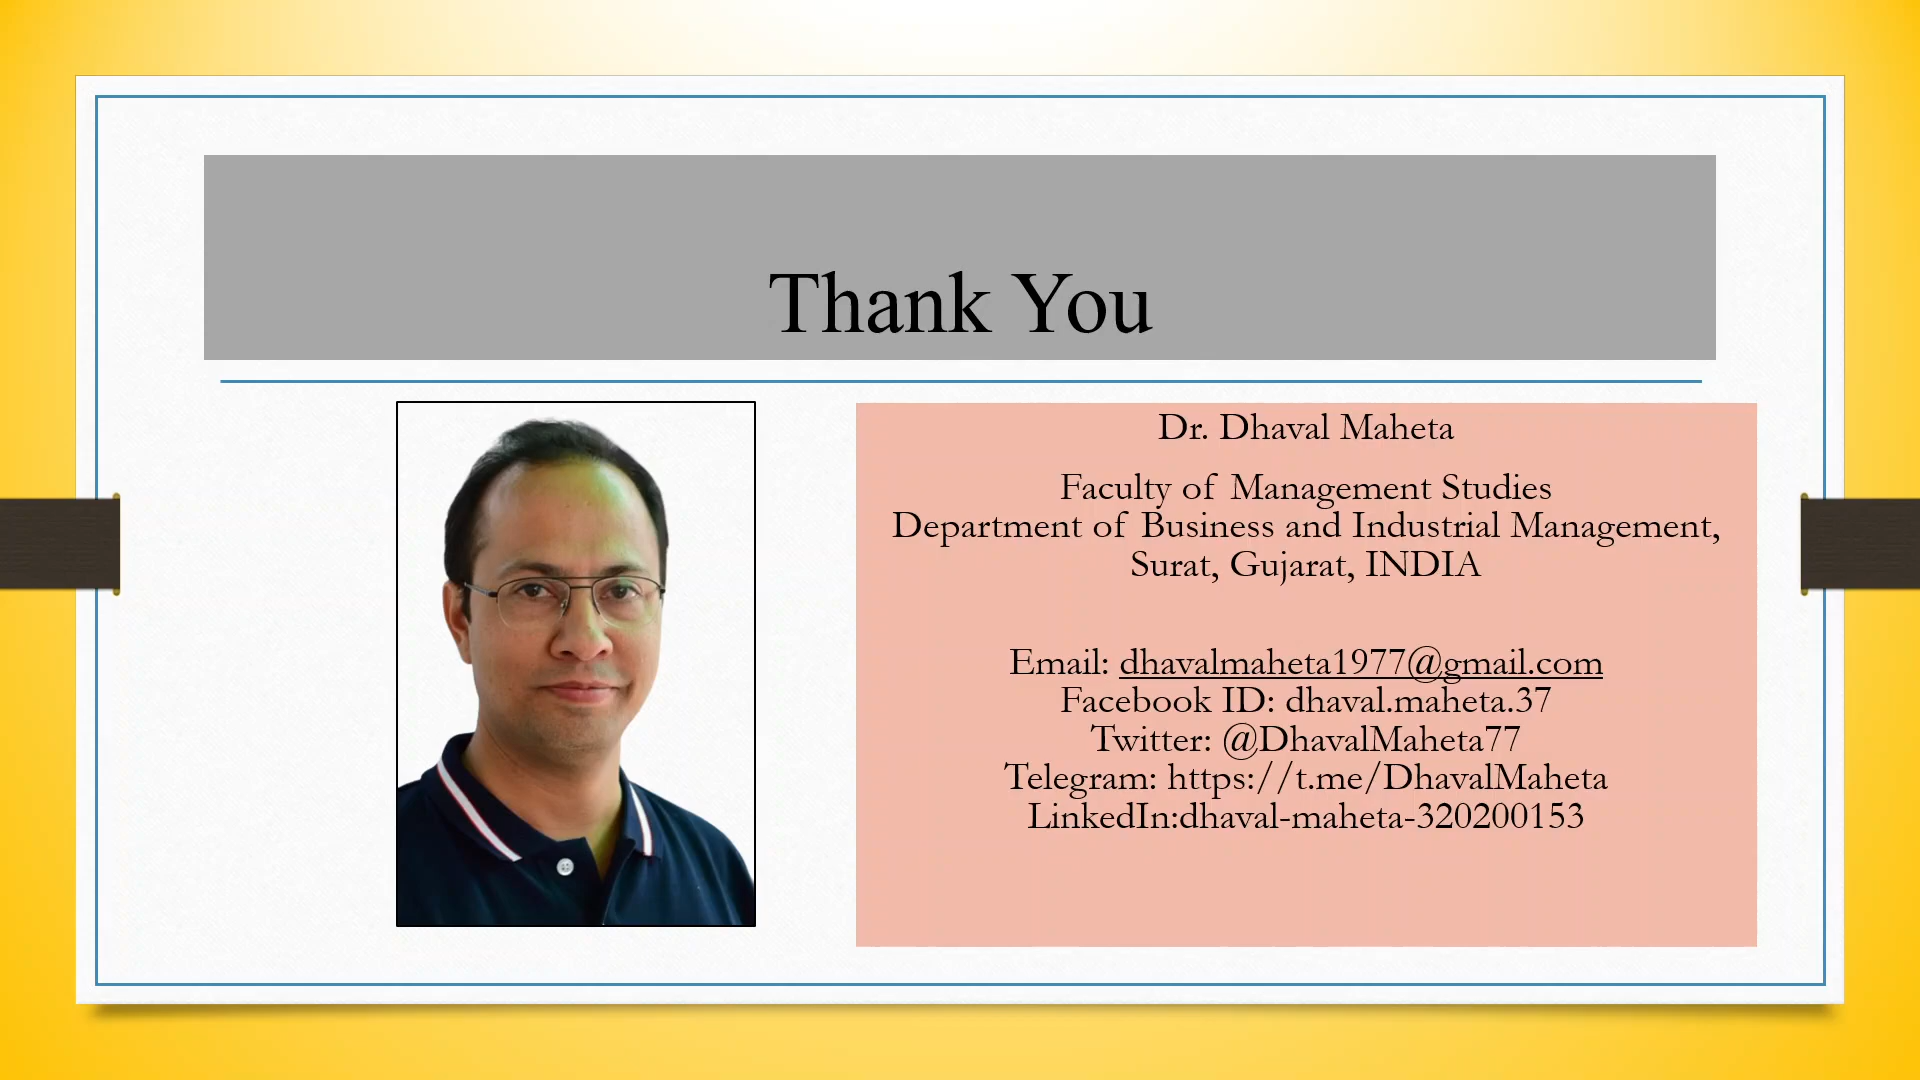 Thank You
Dr. Dhaval Maheta
Faculty of Management Studies
Department of Business and Industrial Management,
Surat, Gujarat, INDIA
Email: dhavalmaheta1977@gmail.com
Facebook ID: dhaval.maheta.37
Twitter: @DhavalMaheta77
Telegram: https://t.me/DhavalMaheta
LinkedIn:dhaval-maheta-320200153